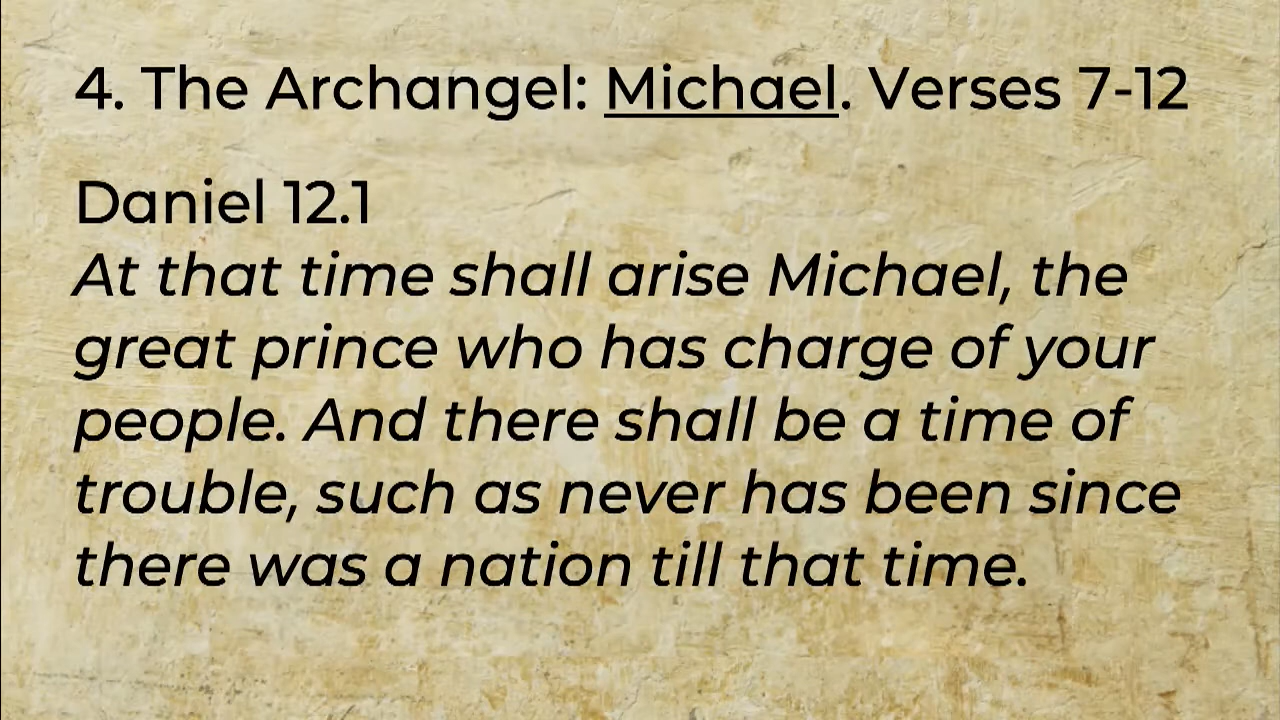 4. The Archangel: Michael. Verses 7-12
Daniel 12.1
At that time shall arise Michael, the
great prince who has charge of your
people. And there shall be a time of
trouble, such as never has been since
there was a nation till that time.